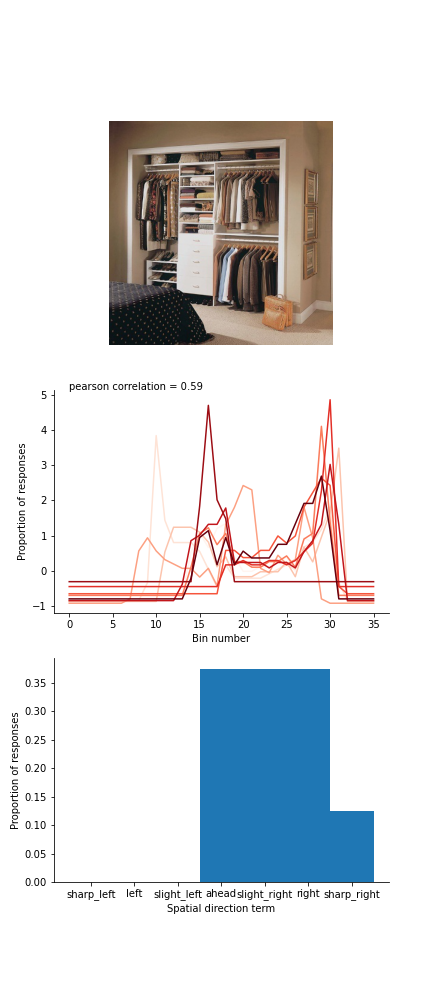 pearson correlation = 0.59
5
4
3
2
1
0
−1
Proportion of responses
0 5 10 15 20 25 30 35
Bin number
0.35
0.30
0.25
0.20
0.15
0.10
0.05
0.00
Proportion of responses
sharp_left left slight_left ahead slight_right right sharp_right
Spatial direction term